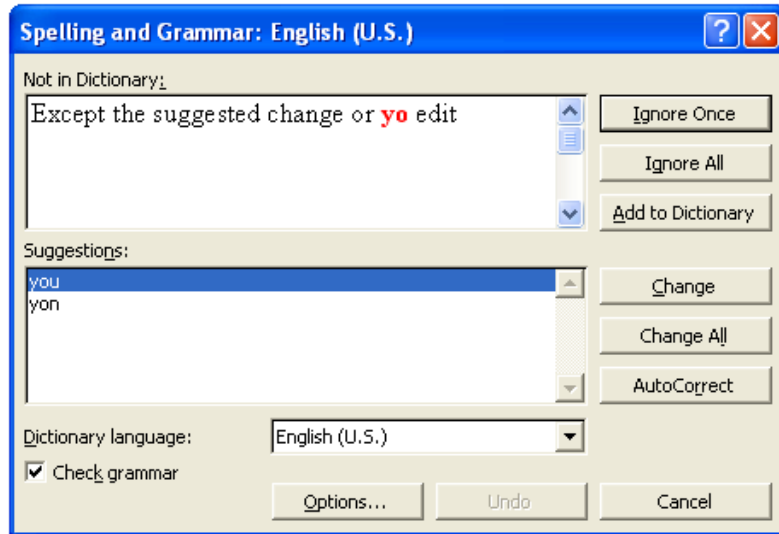 Spelling and Grammar: English (U.S.)
Not in Dictionary:
Except the suggested change or yo edit
Ignore Once
Ignore All
Add to Dictionary
Suggestions:
you
yon
Change
Change All
AutoCorrect
Dictionary language: English (U.S.)
Check grammar
Options... Undo Cancel